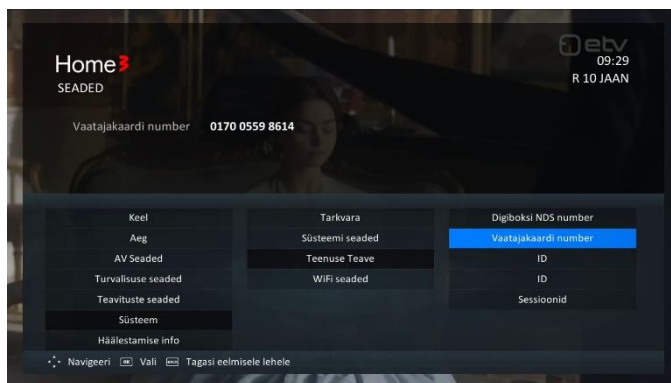 etv
Home3
09:29
SEADED
R 10 JAAN
Vaatajakaardi number 0170 0559 8614
Keel Tarkvara Digiboksi NDS number
Aeg Süsteemi seaded Vaatajakaardi number
AV Seaded Teenuse Teave ID
Turvalisuse seaded WiFi seaded ID
Teavituste seaded Sessioonid
Süsteem
Häälestamise info
Navigeeri OK Vali Tagasi eelmisele lehele